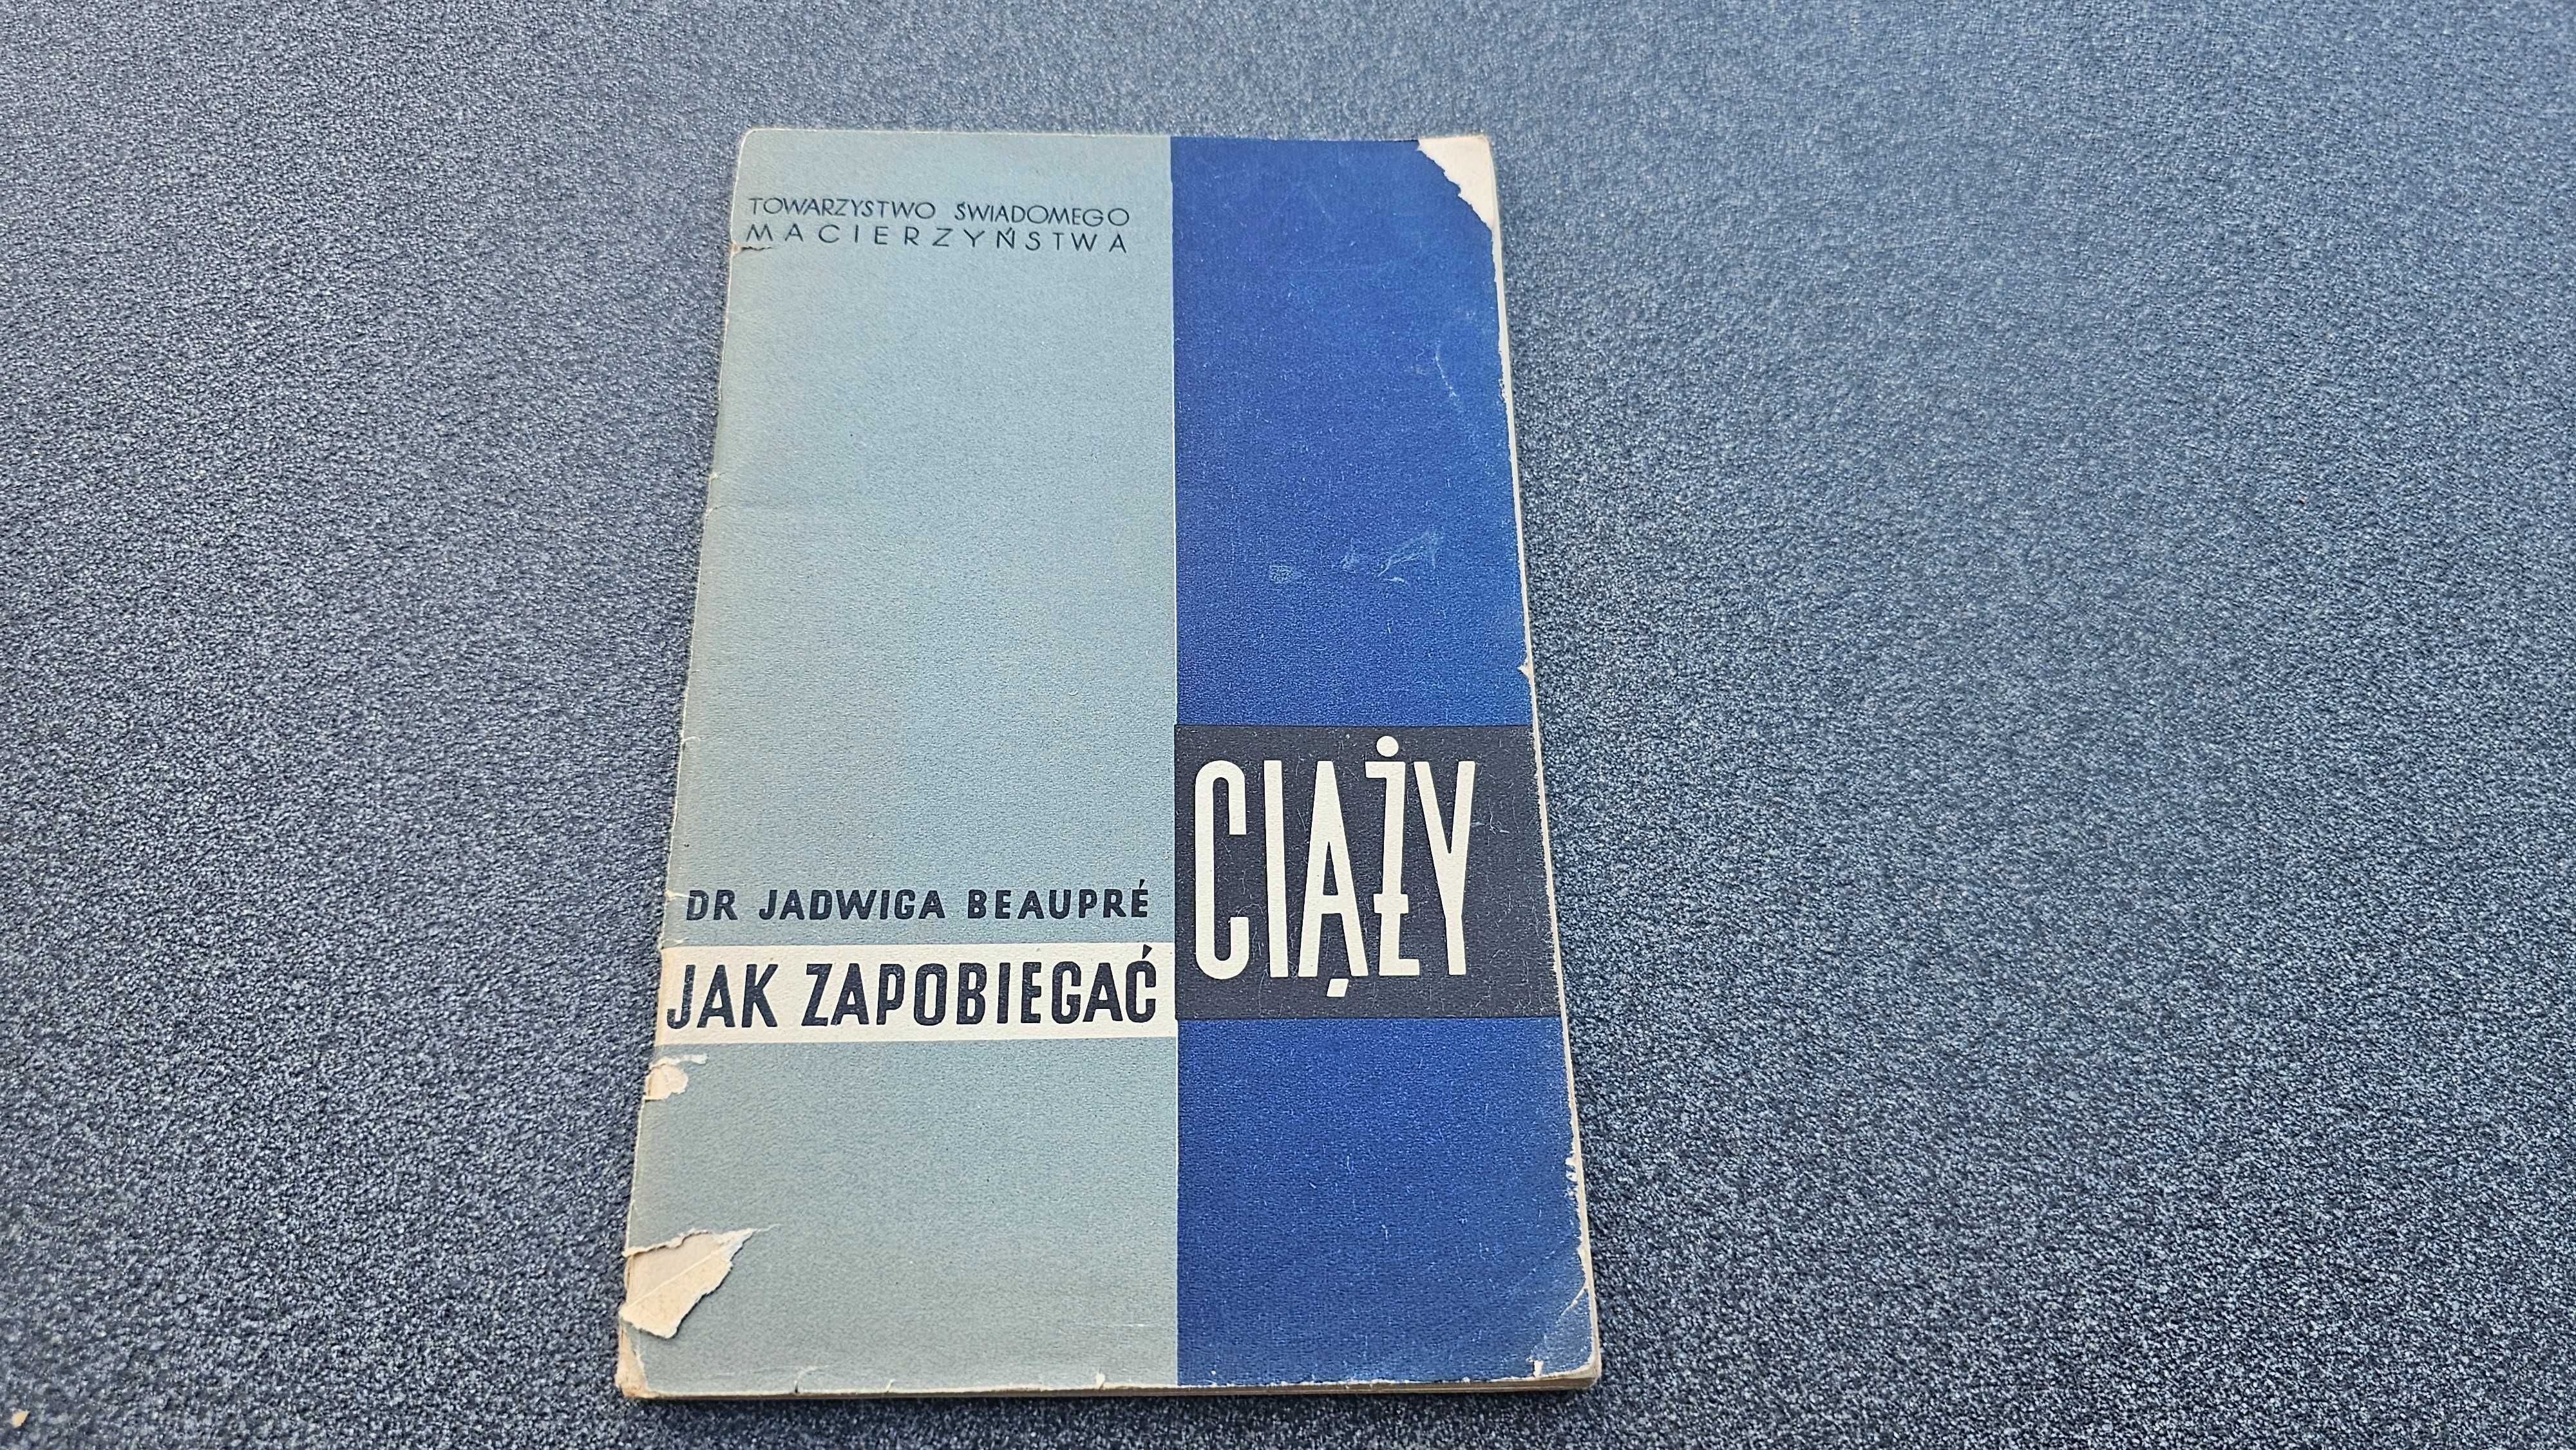 TOWARZYSTWO ŚWIADOMEGO
MACIERZYŃSTWA
DR JADWIGA BEAUPRÉ
JAK ZAPOBIEGAĆ
CIĄŻY